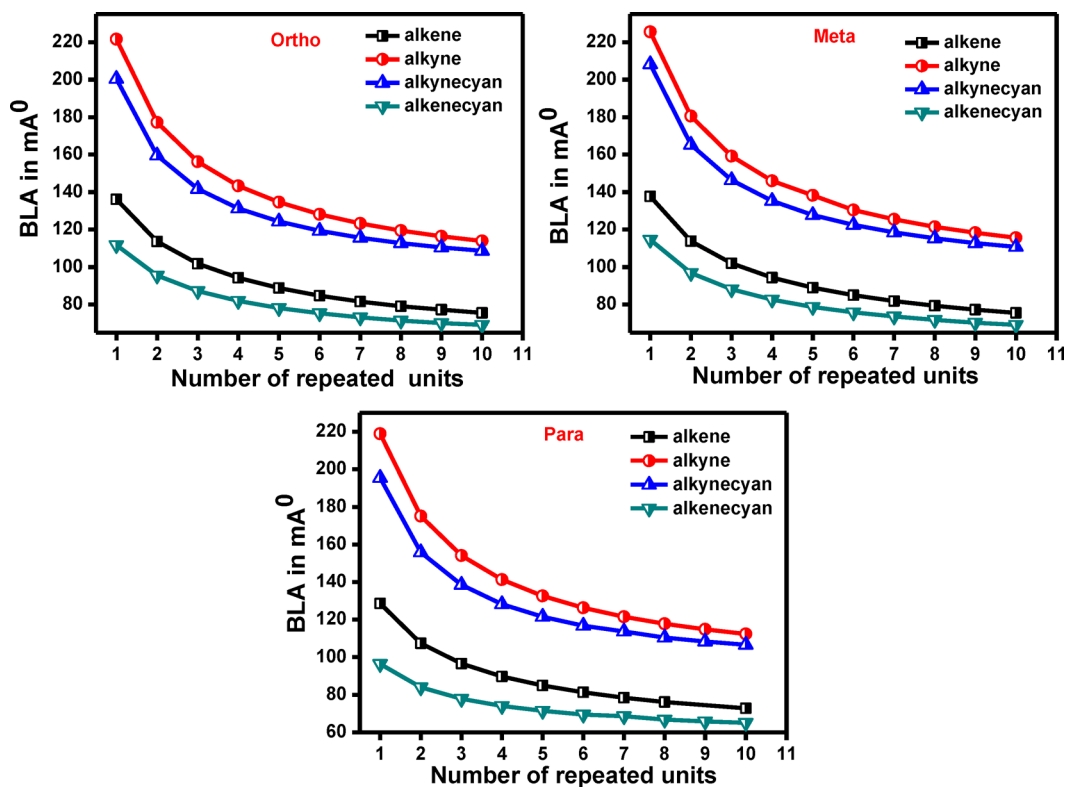 Ortho
alkene
alkyne
alkynecyan
alkenecyan
BLA in mA⁰
220
200
180
160
140
120
100
80
1 2 3 4 5 6 7 8 9 10 11
Number of repeated units
Meta
alkene
alkyne
alkynecyan
alkenecyan
BLA in mA⁰
220
200
180
160
140
120
100
80
1 2 3 4 5 6 7 8 9 10 11
Number of repeated units
Para
alkene
alkyne
alkynecyan
alkenecyan
BLA in mA⁰
220
200
180
160
140
120
100
80
60
1 2 3 4 5 6 7 8 9 10 11
Number of repeated units